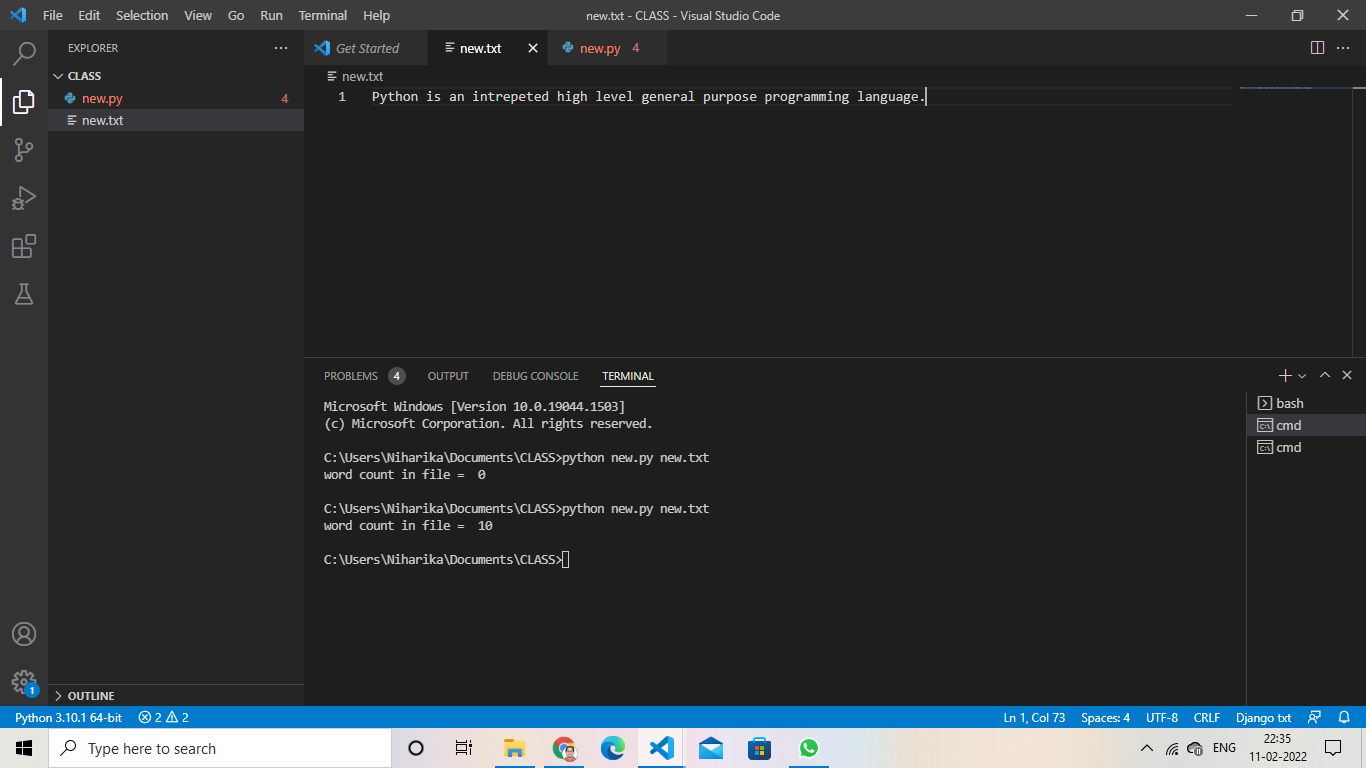 File Edit Selection View Go Run Terminal Help new.txt - CLASS - Visual Studio Code
EXPLORER
CLASS
new.py 4
new.txt
OUTLINE
Get Started new.txt new.py 4
new.txt
1 Python is an intrepeted high level general purpose programming language.
PROBLEMS 4 OUTPUT DEBUG CONSOLE TERMINAL
Microsoft Windows [Version 10.0.19044.1503]
(c) Microsoft Corporation. All rights reserved.
C:\Users\Niharika\Documents\CLASS>python new.py new.txt
word count in file =  0
C:\Users\Niharika\Documents\CLASS>python new.py new.txt
word count in file =  10
C:\Users\Niharika\Documents\CLASS>
bash
cmd
cmd
1
Python 3.10.1 64-bit 2 2 Ln 1, Col 73 Spaces: 4 UTF-8 CRLF Django txt
Type here to search
ENG
22:35
11-02-2022